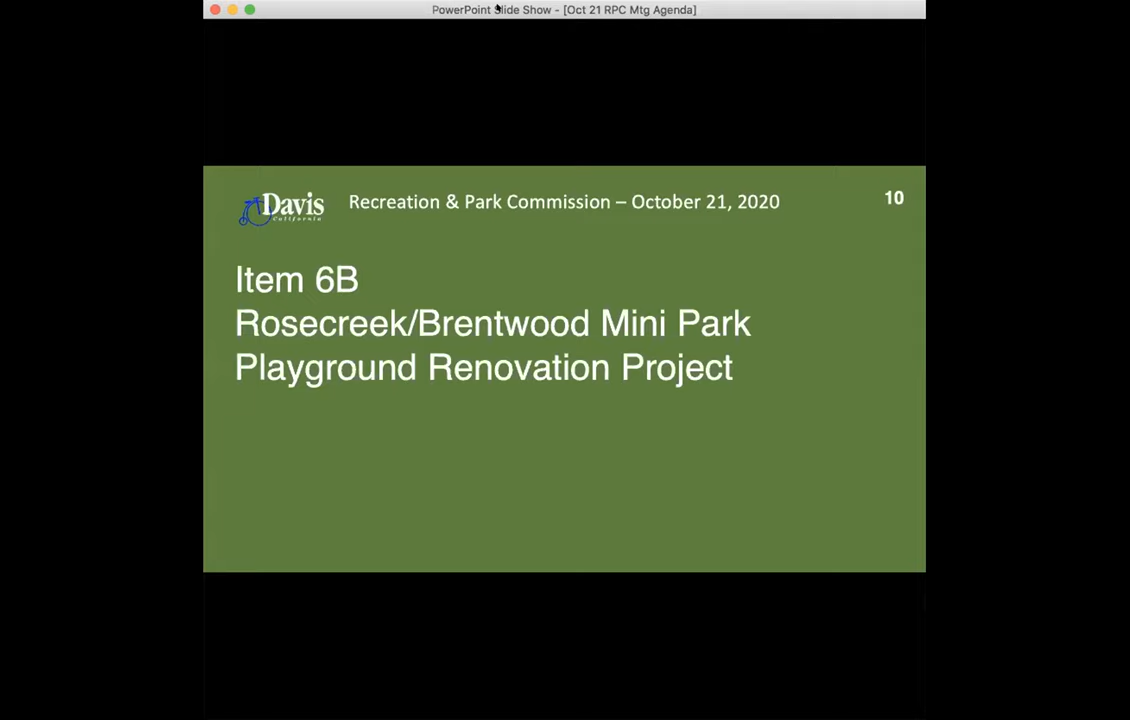 PowerPoint Slide Show - [Oct 21 RPC Mtg Agenda]
Davis
California
Recreation & Park Commission – October 21, 2020
10
Item 6B
Rosecreek/Brentwood Mini Park
Playground Renovation Project